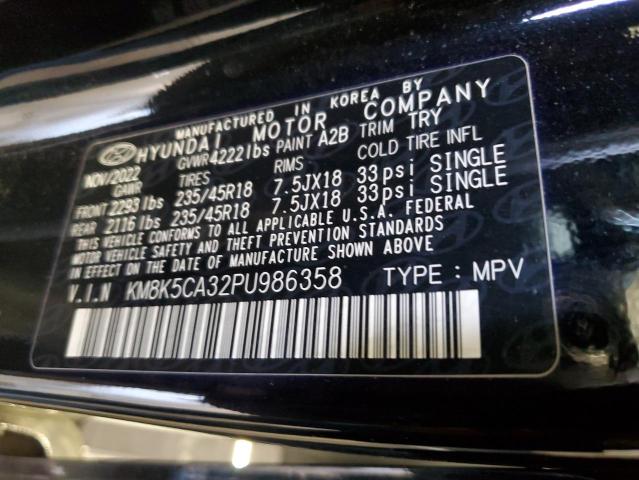 MANUFACTURED IN KOREA BY
HYUNDAI MOTOR COMPANY
NOV/2022 GVWR 4222 lbs PAINT A2B TRIM TRY
GAWR TIRES RIMS COLD TIRE INFL
FRONT 2293 lbs 235/45R18 7.5JX18 33psi SINGLE
REAR 2116 lbs 235/45R18 7.5JX18 33psi SINGLE
THIS VEHICLE CONFORMS TO ALL APPLICABLE U.S.A. FEDERAL
MOTOR VEHICLE SAFETY AND THEFT PREVENTION STANDARDS
IN EFFECT ON THE DATE OF MANUFACTURE SHOWN ABOVE
V.I.N KM8K5CA32PU986358 TYPE : MPV